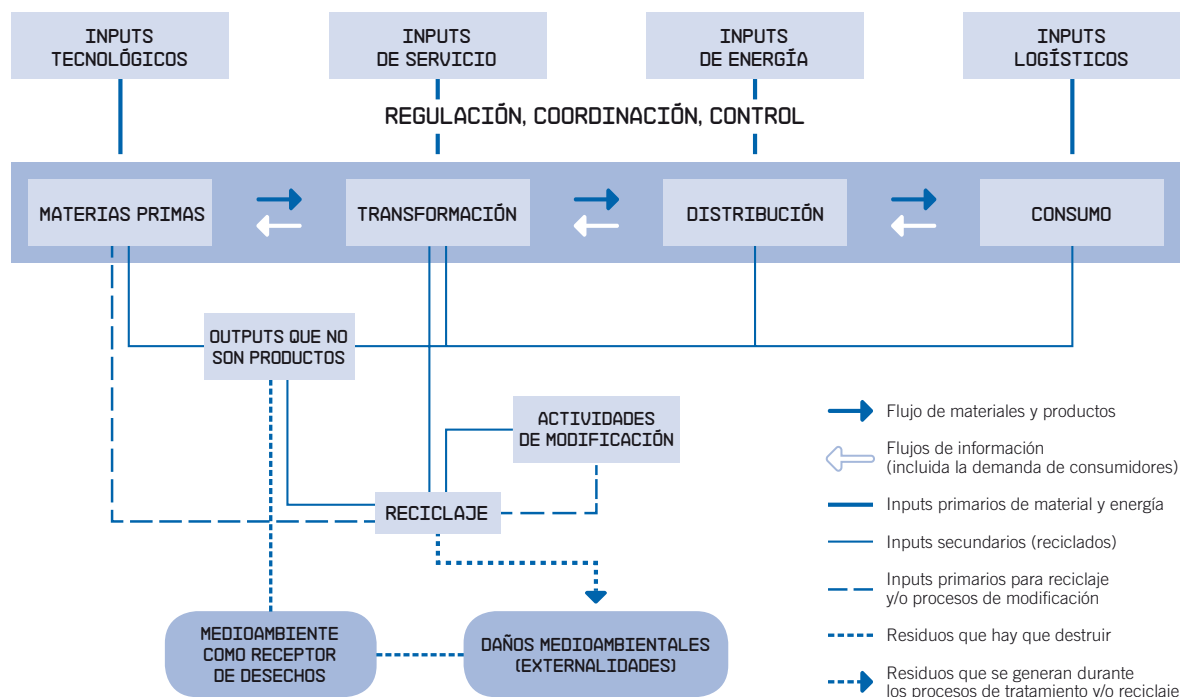 INPUTS
TECNOLÓGICOS
INPUTS
DE SERVICIO
INPUTS
DE ENERGÍA
INPUTS
LOGÍSTICOS
REGULACIÓN, COORDINACIÓN, CONTROL
MATERIAS PRIMAS
TRANSFORMACIÓN
DISTRIBUCIÓN
CONSUMO
OUTPUTS QUE NO
SON PRODUCTOS
ACTIVIDADES
DE MODIFICACIÓN
RECICLAJE
MEDIOAMBIENTE
COMO RECEPTOR
DE DESECHOS
DAÑOS MEDIOAMBIENTALES
(EXTERNALIDADES)
Flujo de materiales y productos
Flujos de información
(incluida la demanda de consumidores)
Inputs primarios de material y energía
Inputs secundarios (reciclados)
Inputs primarios para reciclaje
y/o procesos de modificación
Residuos que hay que destruir
Residuos que se generan durante
los procesos de tratamiento y/o reciclaje